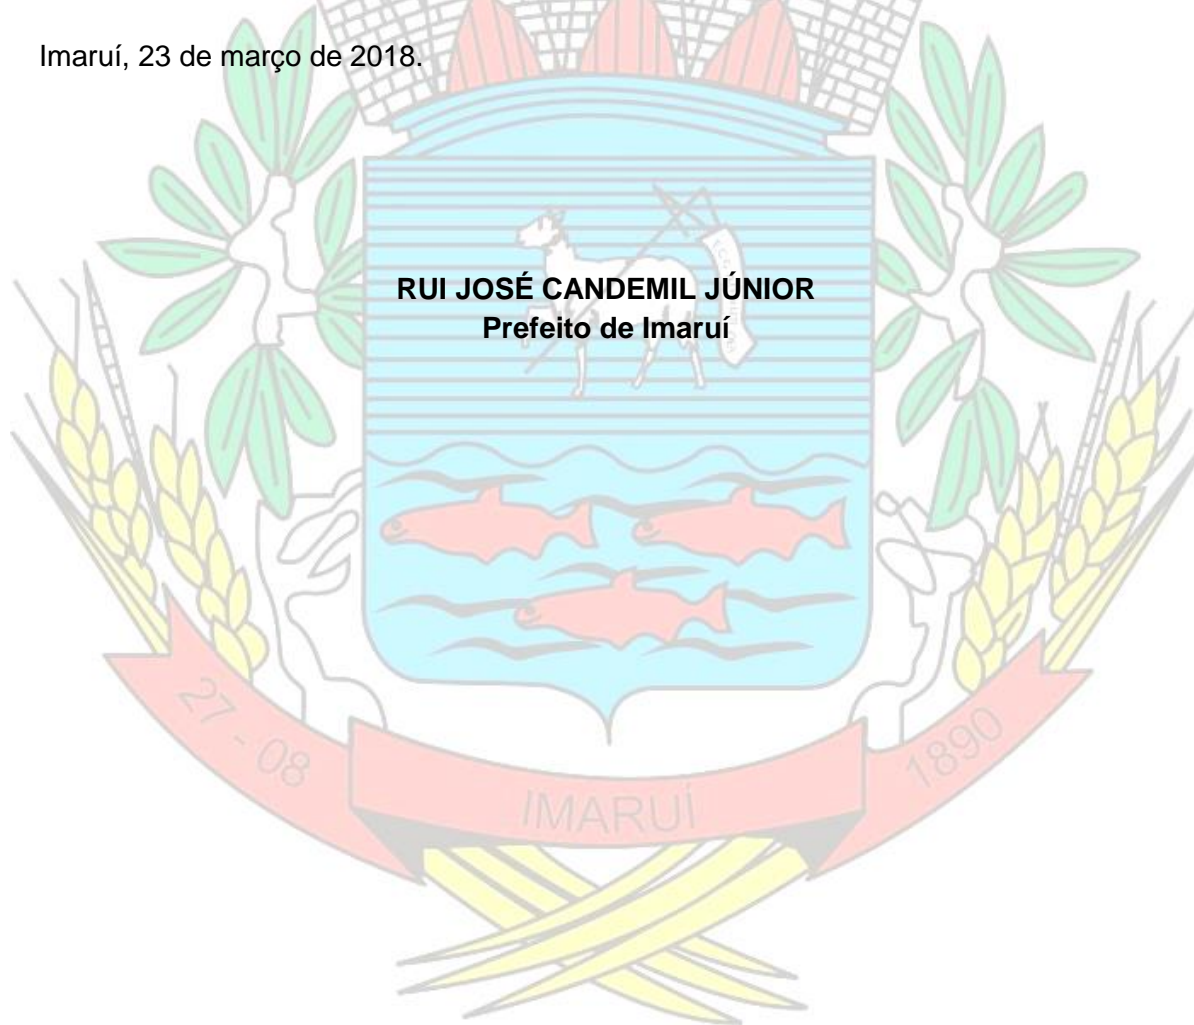 Imaruí, 23 de março de 2018.
RUI JOSÉ CANDEMIL JÚNIOR
Prefeito de Imaruí
27 - 08
IMARUÍ
1890